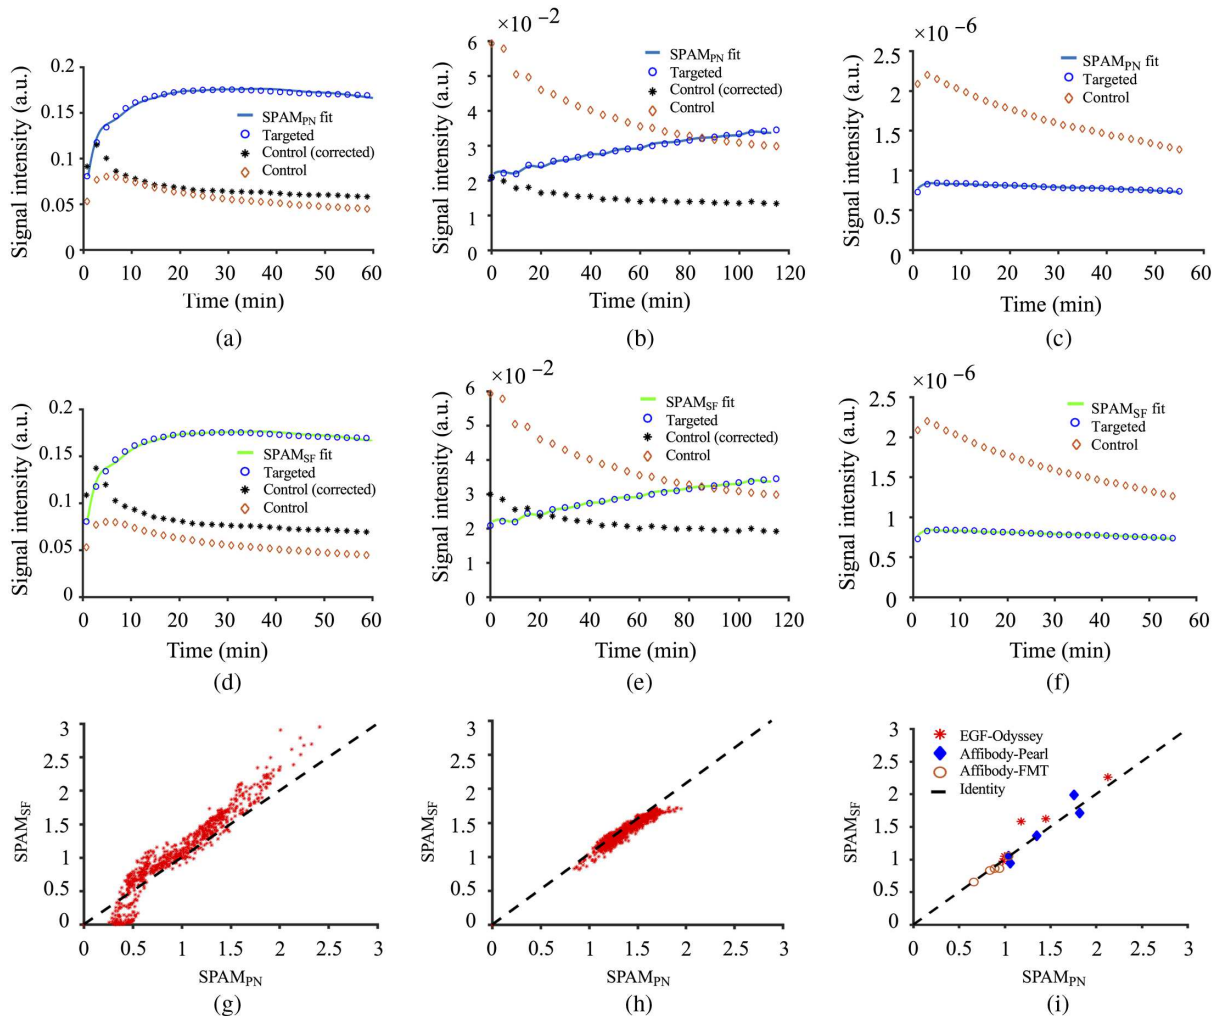 ×10 −2
×10 −6
Signal intensity (a.u.)
0.2
0.15
0.1
0.05
0
SPAMPN fit
Targeted
Control (corrected)
Control
0 10 20 30 40 50 60
Time (min)
(a)
Signal intensity (a.u.)
6
5
4
3
2
1
0
SPAMPN fit
Targeted
Control (corrected)
Control
0 20 40 60 80 100 120
Time (min)
(b)
Signal intensity (a.u.)
2.5
2
1.5
1
0.5
0
SPAMPN fit
Targeted
Control
0 10 20 30 40 50 60
Time (min)
(c)
Signal intensity (a.u.)
0.2
0.15
0.1
0.05
0
SPAMSF fit
Targeted
Control (corrected)
Control
0 10 20 30 40 50 60
Time (min)
(d)
×10 −2
Signal intensity (a.u.)
6
5
4
3
2
1
0
SPAMSF fit
Targeted
Control (corrected)
Control
0 20 40 60 80 100 120
Time (min)
(e)
×10 −6
Signal intensity (a.u.)
2.5
2
1.5
1
0.5
0
SPAMSF fit
Targeted
Control
0 10 20 30 40 50 60
Time (min)
(f)
SPAMSF
3
2.5
2
1.5
1
0.5
0
0 0.5 1 1.5 2 2.5 3
SPAMPN
(g)
SPAMSF
3
2.5
2
1.5
1
0.5
0
0 0.5 1 1.5 2 2.5 3
SPAMPN
(h)
SPAMSF
3
2.5
2
1.5
1
0.5
0
EGF-Odyssey
Affibody-Pearl
Affibody-FMT
Identity
0 0.5 1 1.5 2 2.5 3
SPAMPN
(i)